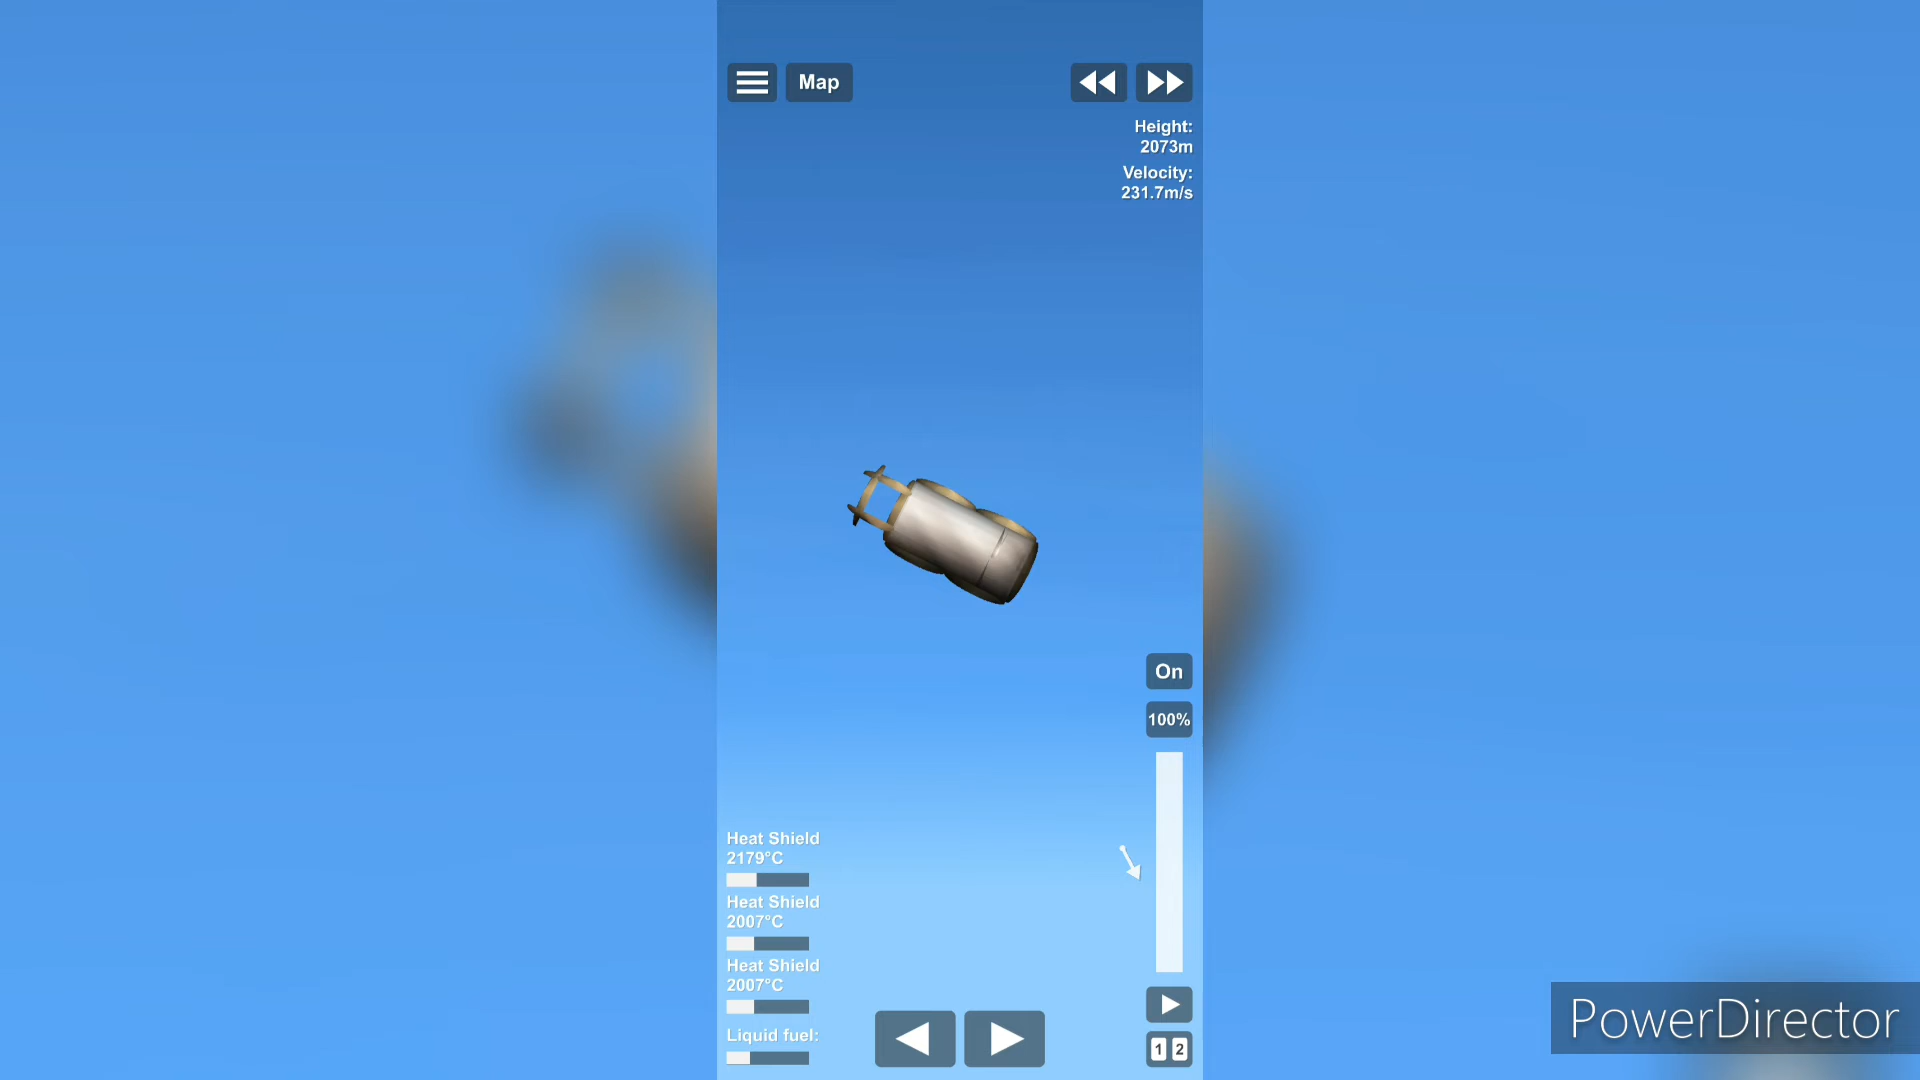 Map
Height:
2073m
Velocity:
231.7m/s
On
100%
Heat Shield
2179°C
Heat Shield
2007°C
Heat Shield
2007°C
Liquid fuel:
1 2
PowerDirector